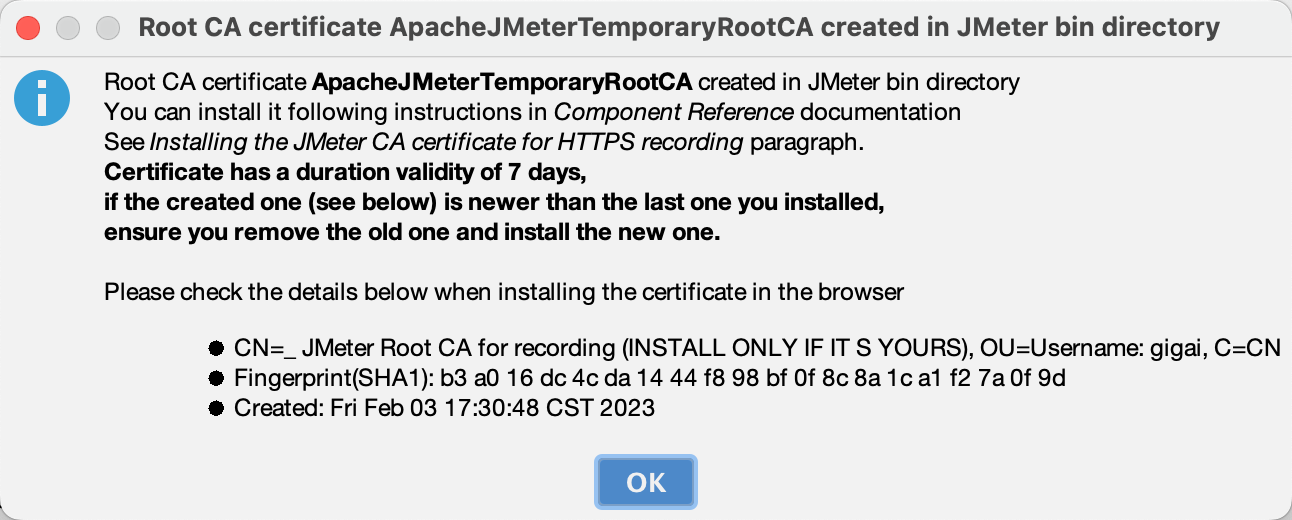 Root CA certificate ApacheJMeterTemporaryRootCA created in JMeter bin directory
Root CA certificate ApacheJMeterTemporaryRootCA created in JMeter bin directory
You can install it following instructions in Component Reference documentation
See Installing the JMeter CA certificate for HTTPS recording paragraph.
Certificate has a duration validity of 7 days,
if the created one (see below) is newer than the last one you installed,
ensure you remove the old one and install the new one.
Please check the details below when installing the certificate in the browser
● CN=_ JMeter Root CA for recording (INSTALL ONLY IF IT S YOURS), OU=Username: gigai, C=CN
● Fingerprint(SHA1): b3 a0 16 dc 4c da 14 44 f8 98 bf 0f 8c 8a 1c a1 f2 7a 0f 9d
● Created: Fri Feb 03 17:30:48 CST 2023
OK